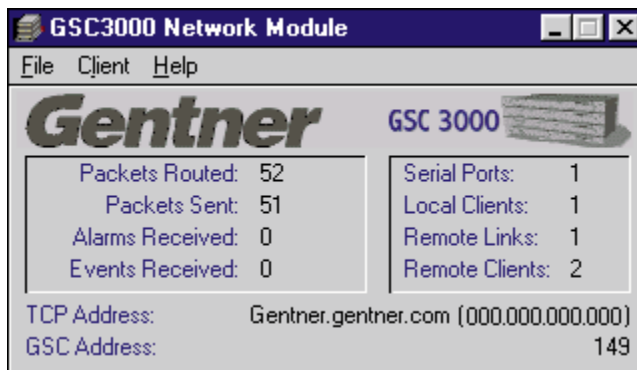 GSC3000 Network Module
File Client Help
Gentner GSC 3000
Packets Routed: 52
Packets Sent: 51
Alarms Received: 0
Events Received: 0
Serial Ports: 1
Local Clients: 1
Remote Links: 1
Remote Clients: 2
TCP Address: Gentner.gentner.com (000.000.000.000)
GSC Address: 149